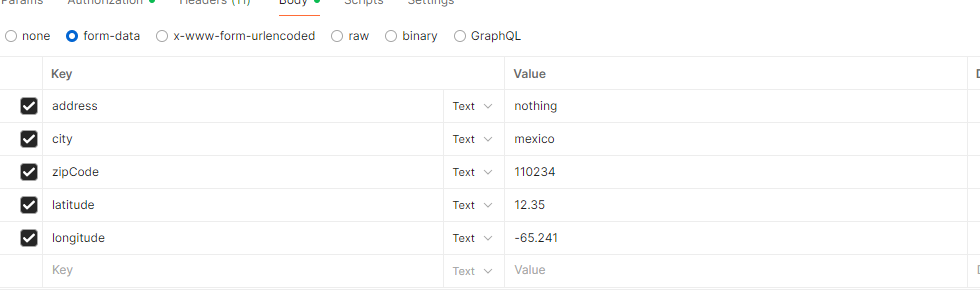 Params Authorization Headers (11) Body Scripts Settings
none form-data x-www-form-urlencoded raw binary GraphQL
Key Value
address Text nothing
city Text mexico
zipCode Text 110234
latitude Text 12.35
longitude Text -65.241
Key Text Value